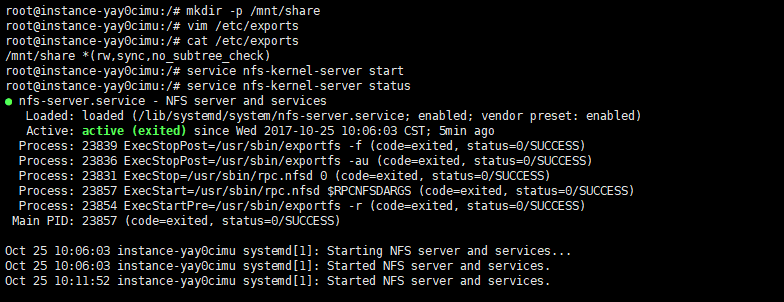 root@instance-yay0cimu:/# mkdir -p /mnt/share
root@instance-yay0cimu:/# vim /etc/exports
root@instance-yay0cimu:/# cat /etc/exports
/mnt/share *(rw,sync,no_subtree_check)
root@instance-yay0cimu:/# service nfs-kernel-server start
root@instance-yay0cimu:/# service nfs-kernel-server status
● nfs-server.service - NFS server and services
   Loaded: loaded (/lib/systemd/system/nfs-server.service; enabled; vendor preset: enabled)
   Active: active (exited) since Wed 2017-10-25 10:06:03 CST; 5min ago
  Process: 23839 ExecStopPost=/usr/sbin/exportfs -f (code=exited, status=0/SUCCESS)
  Process: 23836 ExecStopPost=/usr/sbin/exportfs -au (code=exited, status=0/SUCCESS)
  Process: 23831 ExecStop=/usr/sbin/rpc.nfsd 0 (code=exited, status=0/SUCCESS)
  Process: 23857 ExecStart=/usr/sbin/rpc.nfsd $RPCNFSDARGS (code=exited, status=0/SUCCESS)
  Process: 23854 ExecStartPre=/usr/sbin/exportfs -r (code=exited, status=0/SUCCESS)
 Main PID: 23857 (code=exited, status=0/SUCCESS)

Oct 25 10:06:03 instance-yay0cimu systemd[1]: Starting NFS server and services...
Oct 25 10:06:03 instance-yay0cimu systemd[1]: Started NFS server and services.
Oct 25 10:11:52 instance-yay0cimu systemd[1]: Started NFS server and services.